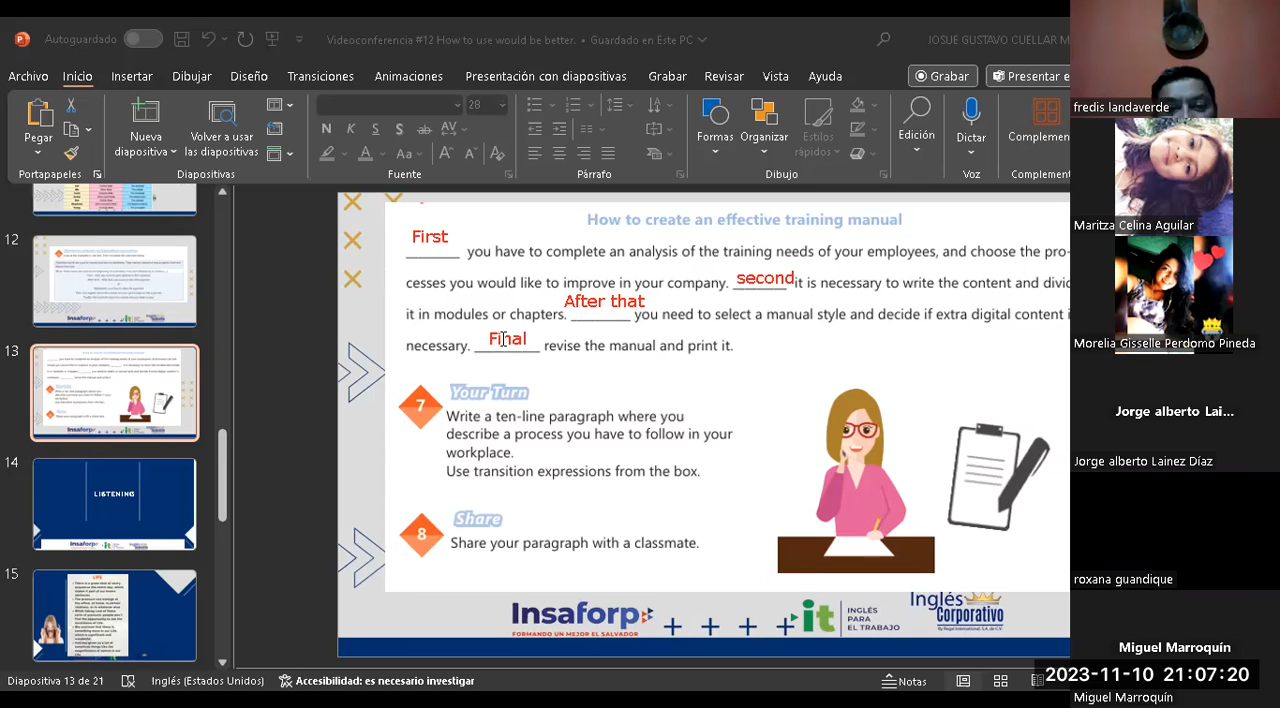 Autoguardado
Videoconferencia #12 How to use would be better. • Guardado en Este PC
JOSUE GUSTAVO CUELLAR M
Archivo Inicio Insertar Dibujar Diseño Transiciones Animaciones Presentación con diapositivas Grabar Revisar Vista Ayuda
Grabar
Presentar e
Pegar
Nueva diapositiva
Volver a usar las diapositivas
28
N K S ab AV
Aa A A
Formas
Organizar
Estilos rápidos
Edición
Dictar
Complemen
Portapapeles
Diapositivas
Fuente
Párrafo
Dibujo
Voz
Complement
12
13
14
LISTENING
15
LIFE
How to create an effective training manual
First
_______ you have to complete an analysis of the training needs of your employees, and choose the pro-
cesses you would like to improve in your company. second it is necessary to write the content and divid
After that
it in modules or chapters. ________ you need to select a manual style and decide if extra digital content i
Final
necessary. _________ revise the manual and print it.
7
Your Turn
Write a ten-line paragraph where you
describe a process you have to follow in your
workplace.
Use transition expressions from the box.
8
Share
Share your paragraph with a classmate.
insaforp
FORMANDO UN MEJOR EL SALVADOR
INGLÉS
PARA
EL TRABAJO
Inglés
Corporativo
fredis landaverde
Maritza Celina Aguilar
Morelia Gisselle Perdomo Pineda
Jorge alberto Lai...
Jorge alberto Lainez Díaz
roxana guandique
Miguel Marroquín
2023-11-10 21:07:20
Miguel Marroquín
Diapositiva 13 de 21
Inglés (Estados Unidos)
Accesibilidad: es necesario investigar
Notas